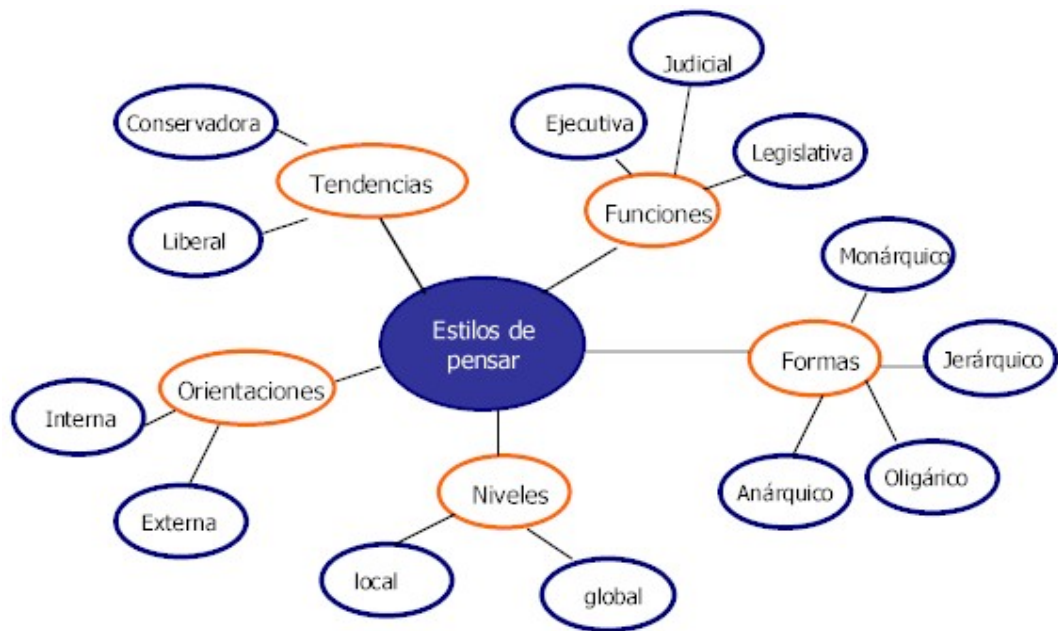 Judicial
Conservadora
Ejecutiva
Legislativa
Tendencias
Funciones
Liberal
Monárquico
Estilos de
pensar
Formas
Jerárquico
Orientaciones
Interna
Niveles
Anárquico
Oligárico
Externa
local
global